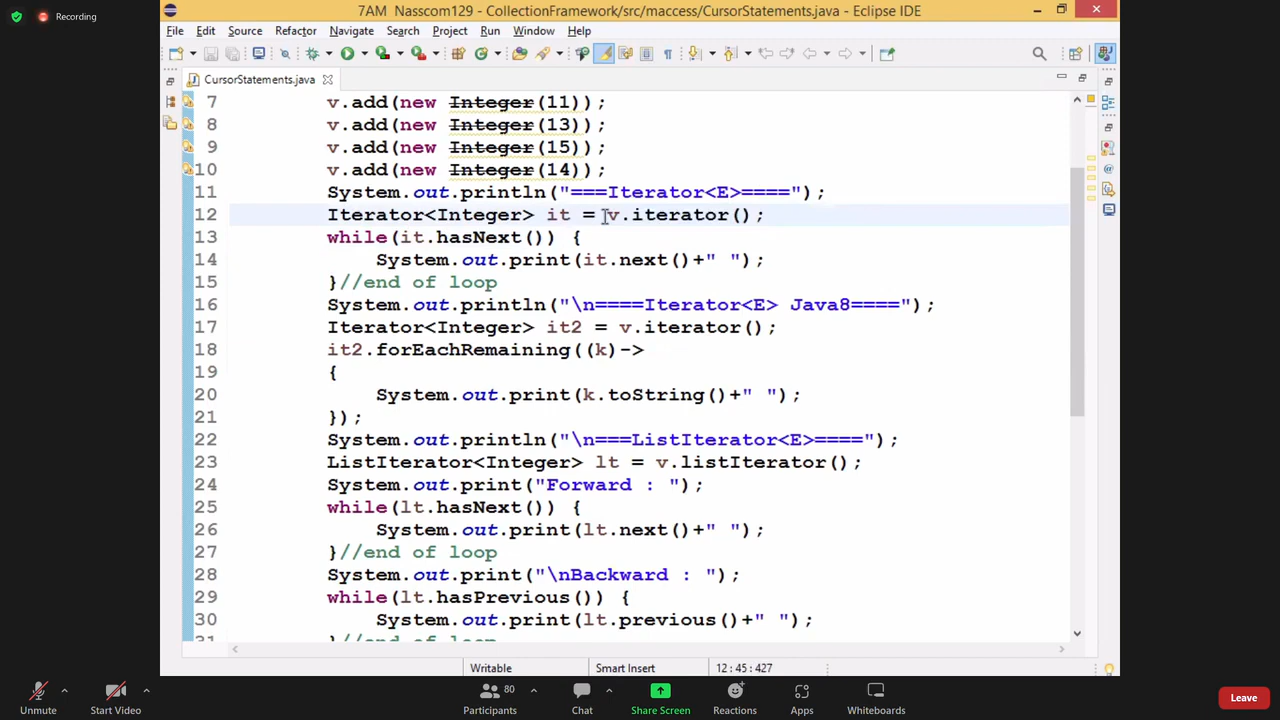 Recording
7AM Nasscom129 - CollectionFramework/src/maccess/CursorStatements.java - Eclipse IDE
File Edit Source Refactor Navigate Search Project Run Window Help
CursorStatements.java
7 v.add(new Integer(11));
8 v.add(new Integer(13));
9 v.add(new Integer(15));
10 v.add(new Integer(14));
11 System.out.println("===Iterator<E>====");
12 Iterator<Integer> it = v.iterator();
13 while(it.hasNext()) {
14 System.out.print(it.next()+" ");
15 }//end of loop
16 System.out.println("\n====Iterator<E> Java8====");
17 Iterator<Integer> it2 = v.iterator();
18 it2.forEachRemaining((k)->
19 {
20 System.out.print(k.toString()+" ");
21 });
22 System.out.println("\n===ListIterator<E>====");
23 ListIterator<Integer> lt = v.listIterator();
24 System.out.print("Forward : ");
25 while(lt.hasNext()) {
26 System.out.print(lt.next()+" ");
27 }//end of loop
28 System.out.print("\nBackward : ");
29 while(lt.hasPrevious()) {
30 System.out.print(lt.previous()+" ");
31 }//end of loop
Writable Smart Insert 12 : 45 : 427
80
Unmute Start Video Participants Chat Share Screen Reactions Apps Whiteboards Leave